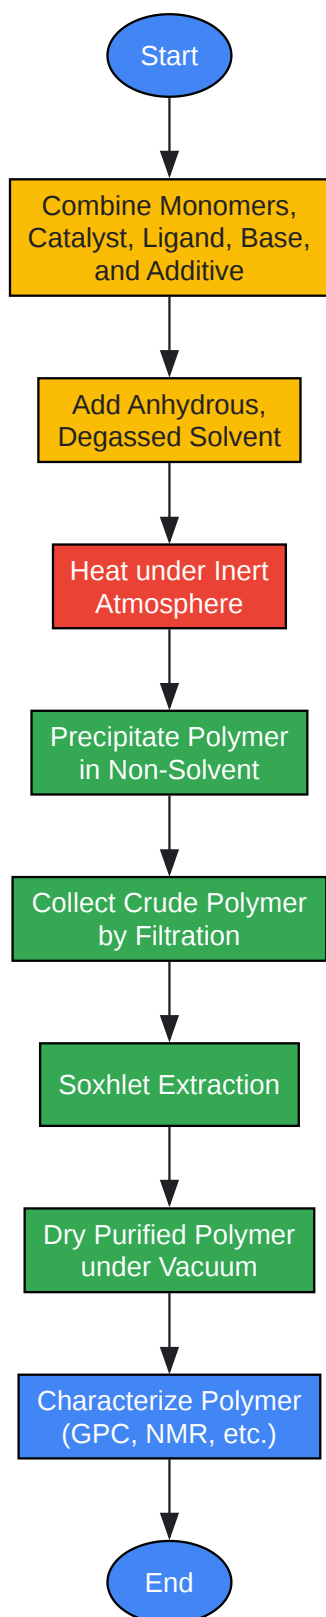 Start
Combine Monomers,
Catalyst, Ligand, Base,
and Additive
Add Anhydrous,
Degassed Solvent
Heat under Inert
Atmosphere
Precipitate Polymer
in Non-Solvent
Collect Crude Polymer
by Filtration
Soxhlet Extraction
Dry Purified Polymer
under Vacuum
Characterize Polymer
(GPC, NMR, etc.)
End